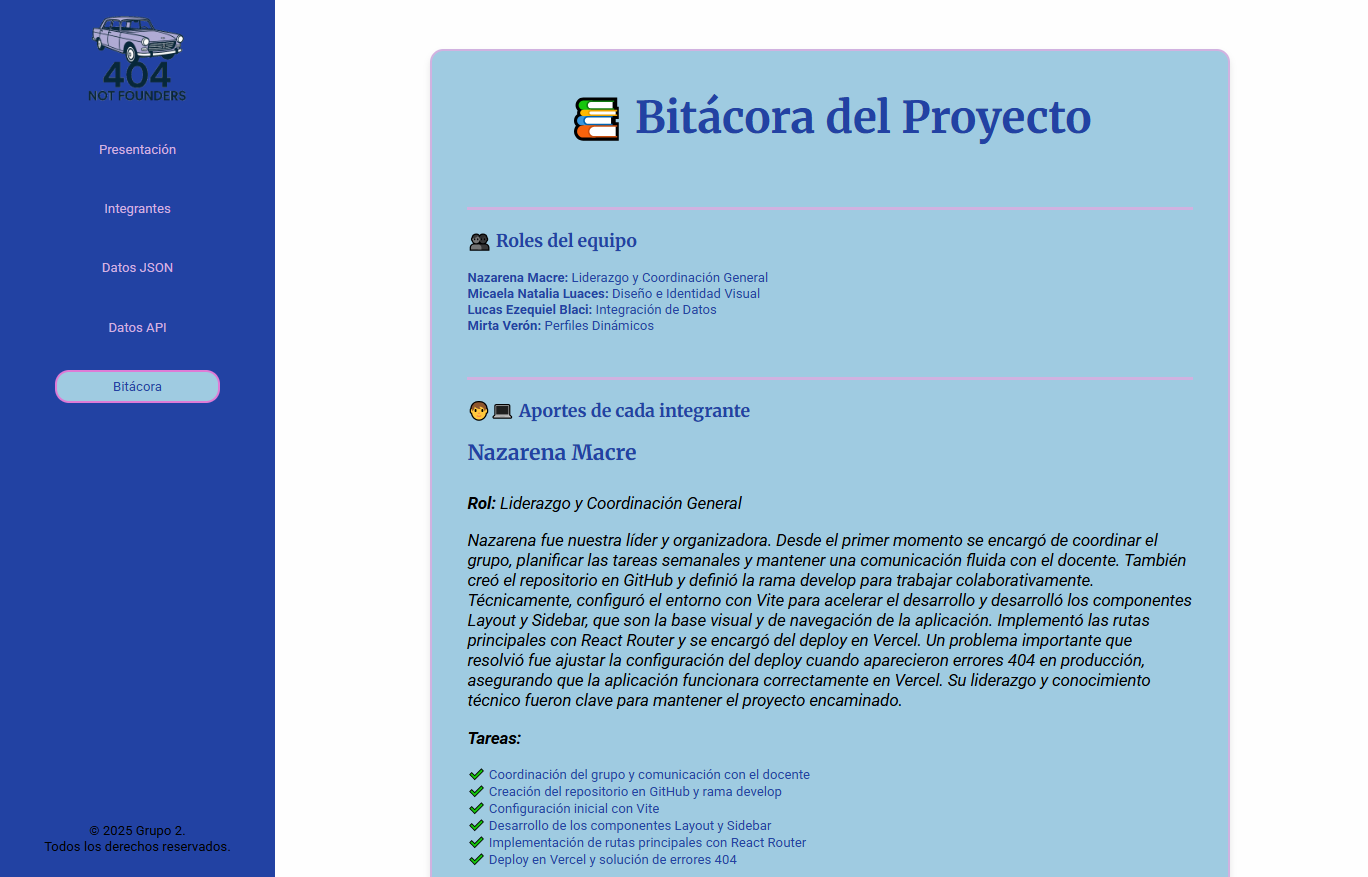 404
NOT FOUNDERS
Presentación
Integrantes
Datos JSON
Datos API
Bitácora
© 2025 Grupo 2.
Todos los derechos reservados.
Bitácora del Proyecto
Roles del equipo
Nazarena Macre: Liderazgo y Coordinación General
Micaela Natalia Luaces: Diseño e Identidad Visual
Lucas Ezequiel Blaci: Integración de Datos
Mirta Verón: Perfiles Dinámicos
Aportes de cada integrante
Nazarena Macre
Rol: Liderazgo y Coordinación General
Nazarena fue nuestra líder y organizadora. Desde el primer momento se encargó de coordinar el
grupo, planificar las tareas semanales y mantener una comunicación fluida con el docente. También
creó el repositorio en GitHub y definió la rama develop para trabajar colaborativamente.
Técnicamente, configuró el entorno con Vite para acelerar el desarrollo y desarrolló los componentes
Layout y Sidebar, que son la base visual y de navegación de la aplicación. Implementó las rutas
principales con React Router y se encargó del deploy en Vercel. Un problema importante que
resolvió fue ajustar la configuración del deploy cuando aparecieron errores 404 en producción,
asegurando que la aplicación funcionara correctamente en Vercel. Su liderazgo y conocimiento
técnico fueron clave para mantener el proyecto encaminado.
Tareas:
Coordinación del grupo y comunicación con el docente
Creación del repositorio en GitHub y rama develop
Configuración inicial con Vite
Desarrollo de los componentes Layout y Sidebar
Implementación de rutas principales con React Router
Deploy en Vercel y solución de errores 404